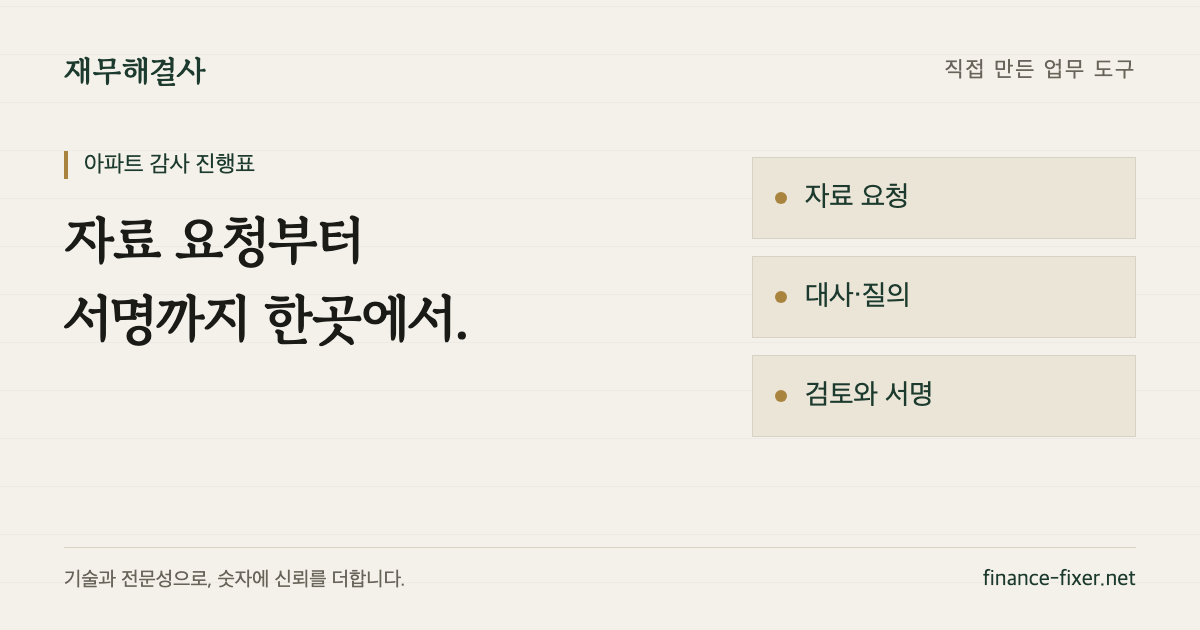 재무해결사
직접 만든 업무 도구
아파트 감사 진행표
자료 요청부터
서명까지 한곳에서.
자료 요청
대사·질의
검토와 서명
기술과 전문성으로, 숫자에 신뢰를 더합니다.
finance-fixer.net